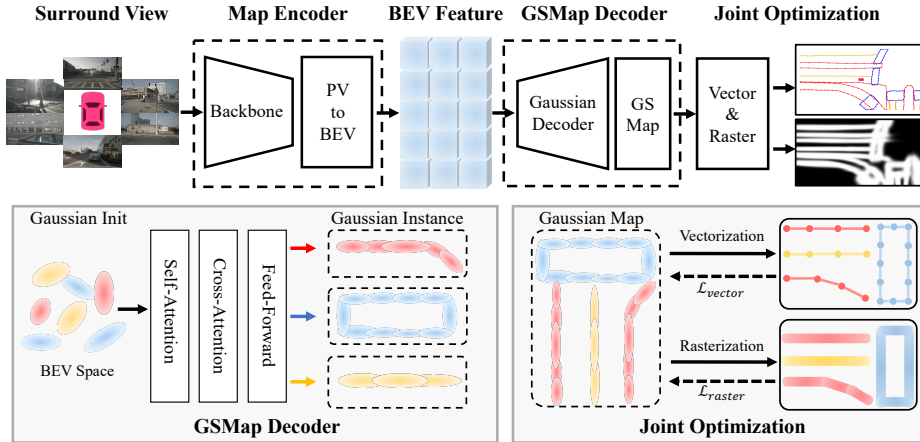 Surround View
Map Encoder
BEV Feature
GSMap Decoder
Joint Optimization
Backbone
PV
to
BEV
Gaussian
Decoder
GS
Map
Vector
&
Raster
Gaussian Init
BEV Space
Self-Attention
Cross-Attention
Feed-Forward
Gaussian Instance
GSMap Decoder
Gaussian Map
Vectorization
ℒvector
Rasterization
ℒraster
Joint Optimization